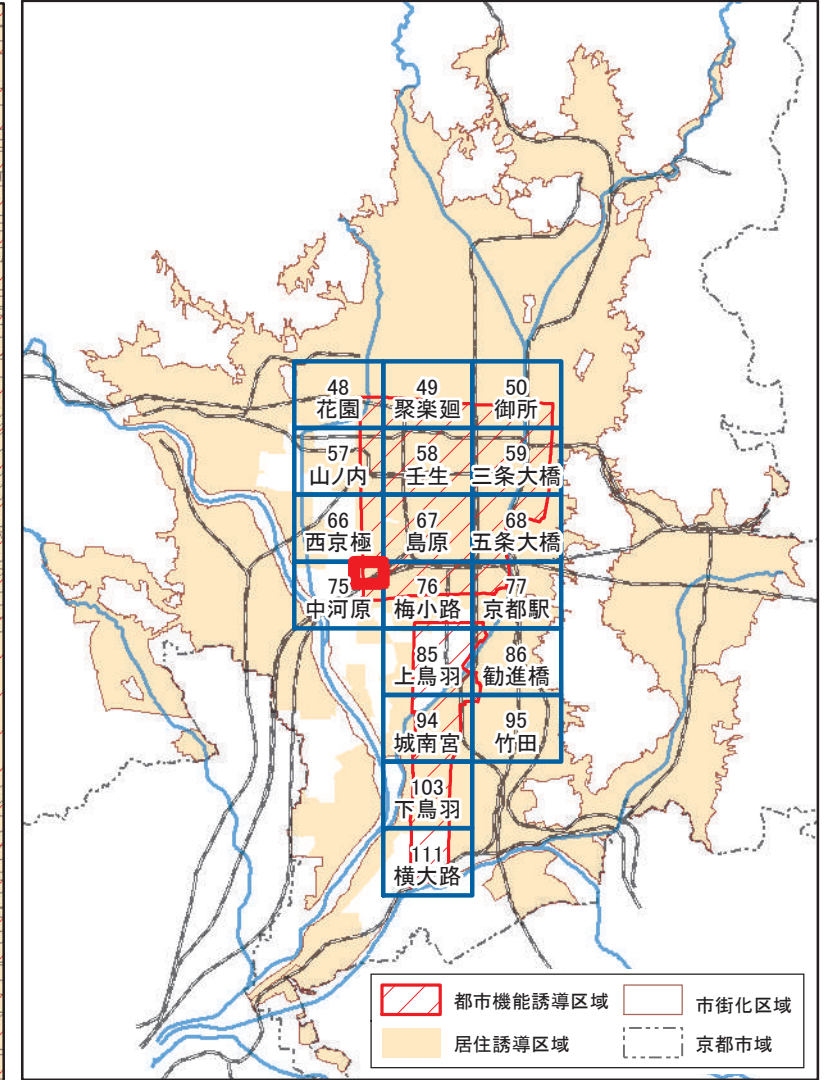 48
花園
49
聚楽廻
50
御所
57
山ノ内
58
壬生
59
三条大橋
66
西京極
67
島原
68
五条大橋
75
中河原
76
梅小路
77
京都駅
85
上鳥羽
86
勧進橋
94
城南宮
95
竹田
103
下鳥羽
111
横大路
都市機能誘導区域
市街化区域
居住誘導区域
京都市域